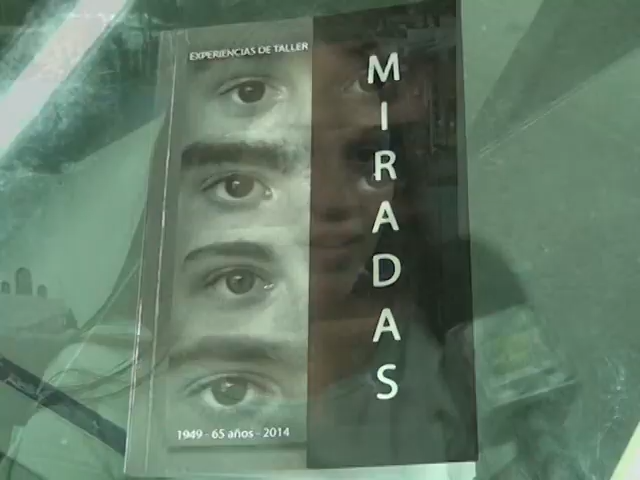 EXPERIENCIAS DE TALLER
MIRADAS
1949 - 65 años - 2014